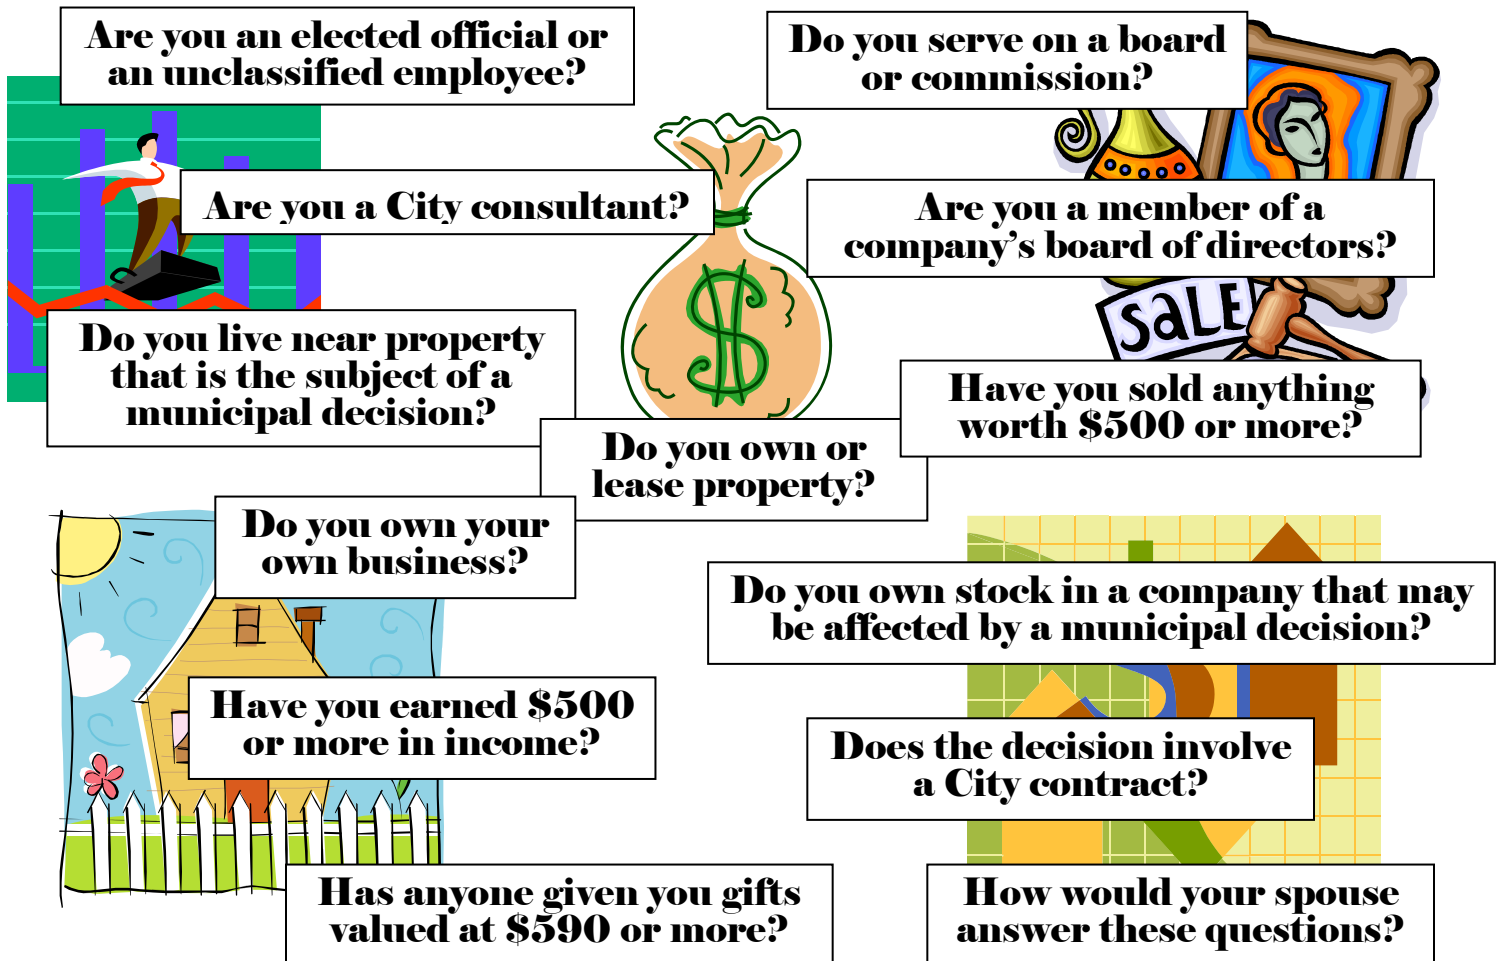 Are you an elected official or
an unclassified employee?
Do you serve on a board
or commission?
Are you a City consultant?
Are you a member of a
company's board of directors?
SALE
Do you live near property
that is the subject of a
municipal decision?
Have you sold anything
worth $500 or more?
Do you own or
lease property?
Do you own your
own business?
Do you own stock in a company that may
be affected by a municipal decision?
Have you earned $500
or more in income?
Does the decision involve
a City contract?
Has anyone given you gifts
valued at $590 or more?
How would your spouse
answer these questions?